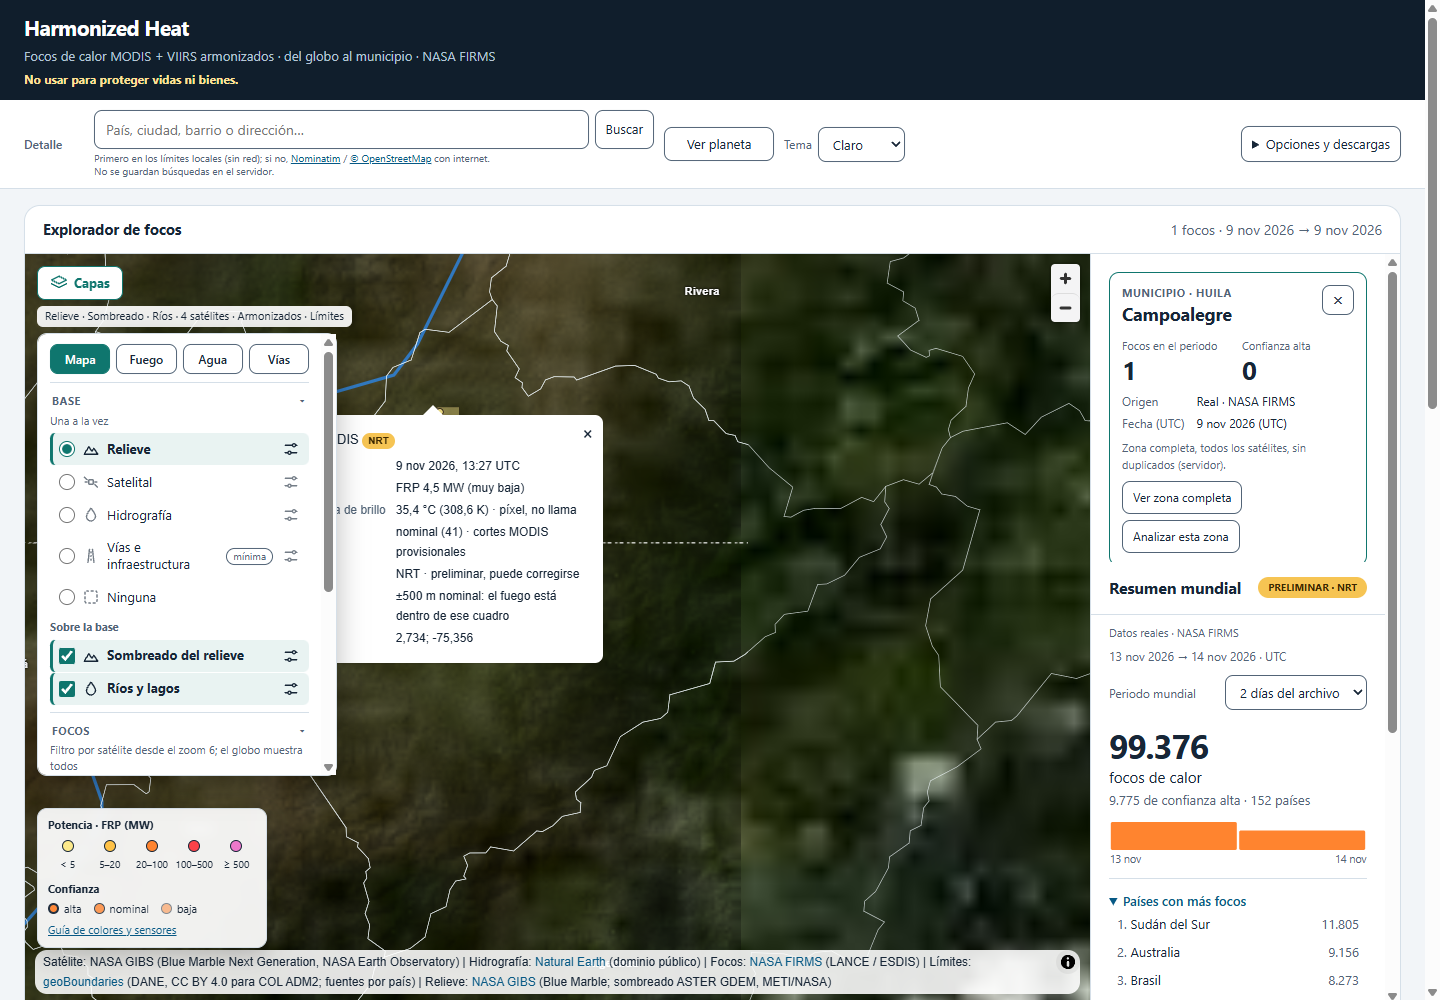 Harmonized Heat
Focos de calor MODIS + VIIRS armonizados · del globo al municipio · NASA FIRMS
No usar para proteger vidas ni bienes.
Detalle
País, ciudad, barrio o dirección...
Buscar
Primero en los límites locales (sin red); si no, Nominatim / © OpenStreetMap con internet.
No se guardan búsquedas en el servidor.
Ver planeta
Tema
Claro
Opciones y descargas
Explorador de focos
1 focos · 9 nov 2026 → 9 nov 2026
Capas
Relieve · Sombreado · Ríos · 4 satélites · Armonizados · Límites
Rivera
Mapa
Fuego
Agua
Vías
BASE
Una a la vez
Relieve
Satelital
Hidrografía
Vías e
infraestructura
mínima
Ninguna
Sobre la base
Sombreado del relieve
Ríos y lagos
FOCOS
Filtro por satélite desde el zoom 6; el globo muestra
todos
DIS NRT
9 nov 2026, 13:27 UTC
FRP 4,5 MW (muy baja)
de brillo
35,4 °C (308,6 K) · píxel, no llama
nominal (41) · cortes MODIS
provisionales
NRT · preliminar, puede corregirse
±500 m nominal: el fuego está
dentro de ese cuadro
2,734; -75,356
Potencia · FRP (MW)
< 5
5–20
20–100
100–500
≥ 500
Confianza
alta
nominal
baja
Guía de colores y sensores
Satélite: NASA GIBS (Blue Marble Next Generation, NASA Earth Observatory) | Hidrografía: Natural Earth (dominio público) | Focos: NASA FIRMS (LANCE / ESDIS) | Límites:
geoBoundaries (DANE, CC BY 4.0 para COL ADM2; fuentes por país) | Relieve: NASA GIBS (Blue Marble; sombreado ASTER GDEM, METI/NASA)
MUNICIPIO · HUILA
Campoalegre
Focos en el periodo
Confianza alta
1
0
Origen
Real · NASA FIRMS
Fecha (UTC)
9 nov 2026 (UTC)
Zona completa, todos los satélites, sin
duplicados (servidor).
Ver zona completa
Analizar esta zona
Resumen mundial
PRELIMINAR · NRT
Datos reales · NASA FIRMS
13 nov 2026 → 14 nov 2026 · UTC
Periodo mundial
2 días del archivo
99.376
focos de calor
9.775 de confianza alta · 152 países
13 nov
14 nov
Países con más focos
1. Sudán del Sur
11.805
2. Australia
9.156
3. Brasil
8.273